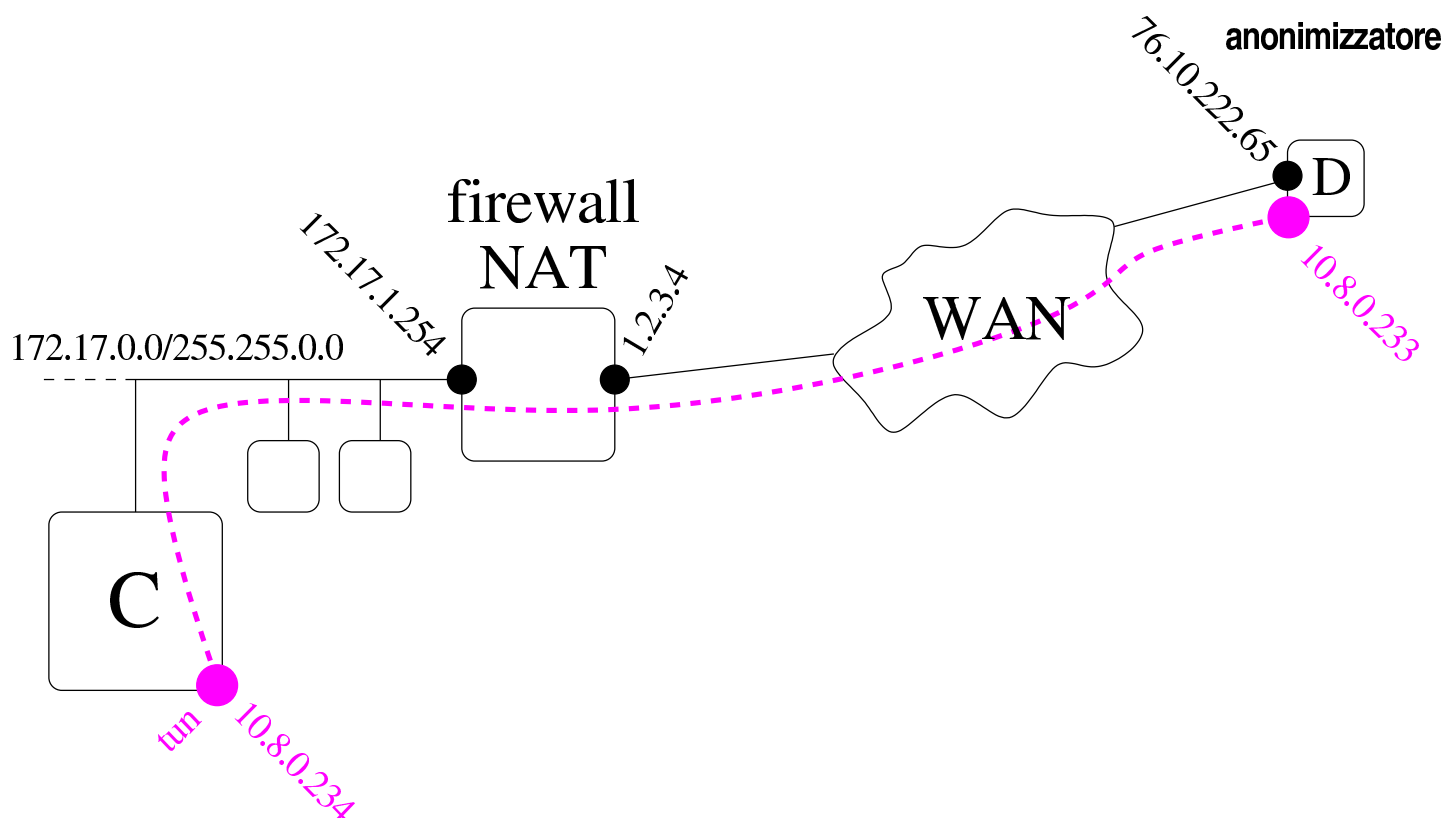 anonimizzatore
76.10.222.65
D
firewall
NAT
172.17.1.254
1.2.3.4
10.8.0.233
WAN
172.17.0.0/255.255.0.0
C
tun
10.8.0.234